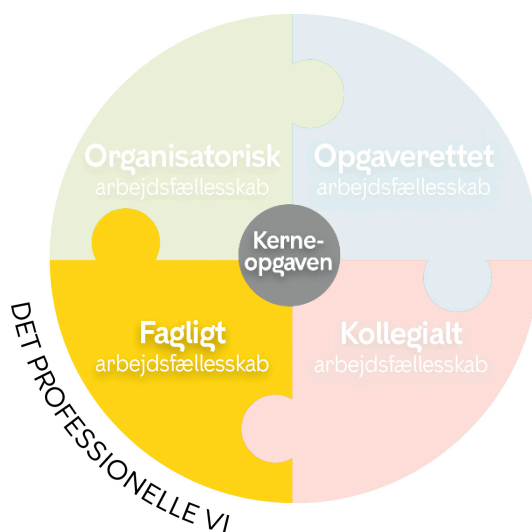 Organisatorisk
arbejdsfællesskab
Opgaverettet
arbejdsfællesskab
Kerne-
opgaven
Fagligt
arbejdsfællesskab
Kollegialt
arbejdsfællesskab
DET PROFESSIONELLE VI